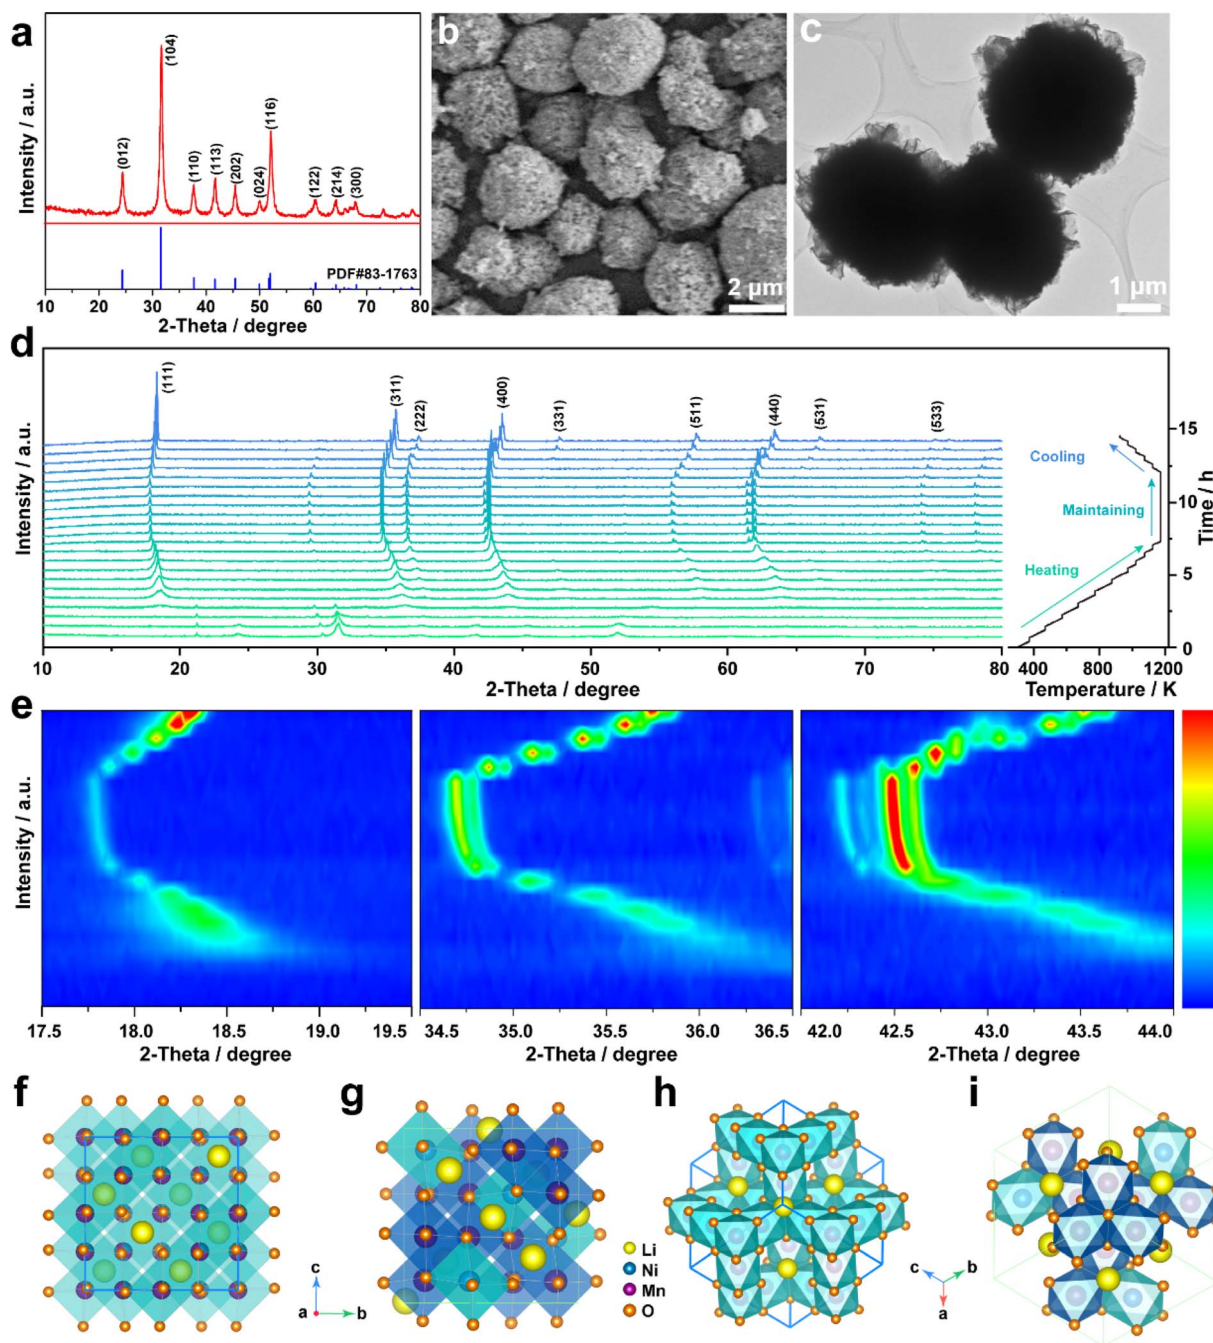 a
Intensity / a.u.
(012)
(104)
(110)
(113)
(202)
(024)
(116)
(122)
(214)
(300)
PDF#83-1763
10 20 30 40 50 60 70 80
2-Theta / degree
b
2 μm
c
1 μm
d
Intensity / a.u.
(111)
(311)
(222)
(400)
(331)
(511)
(440)
(531)
(533)
10 20 30 40 50 60 70 80
2-Theta / degree
Cooling
Maintaining
Heating
15
10
5
0
Time / h
400 800 1200
Temperature / K
e
Intensity / a.u.
17.5 18.0 18.5 19.0 19.5
2-Theta / degree
34.5 35.0 35.5 36.0 36.5
2-Theta / degree
42.0 42.5 43.0 43.5 44.0
2-Theta / degree
f
c
a
b
g
Li
Ni
Mn
O
h
c
b
a
i